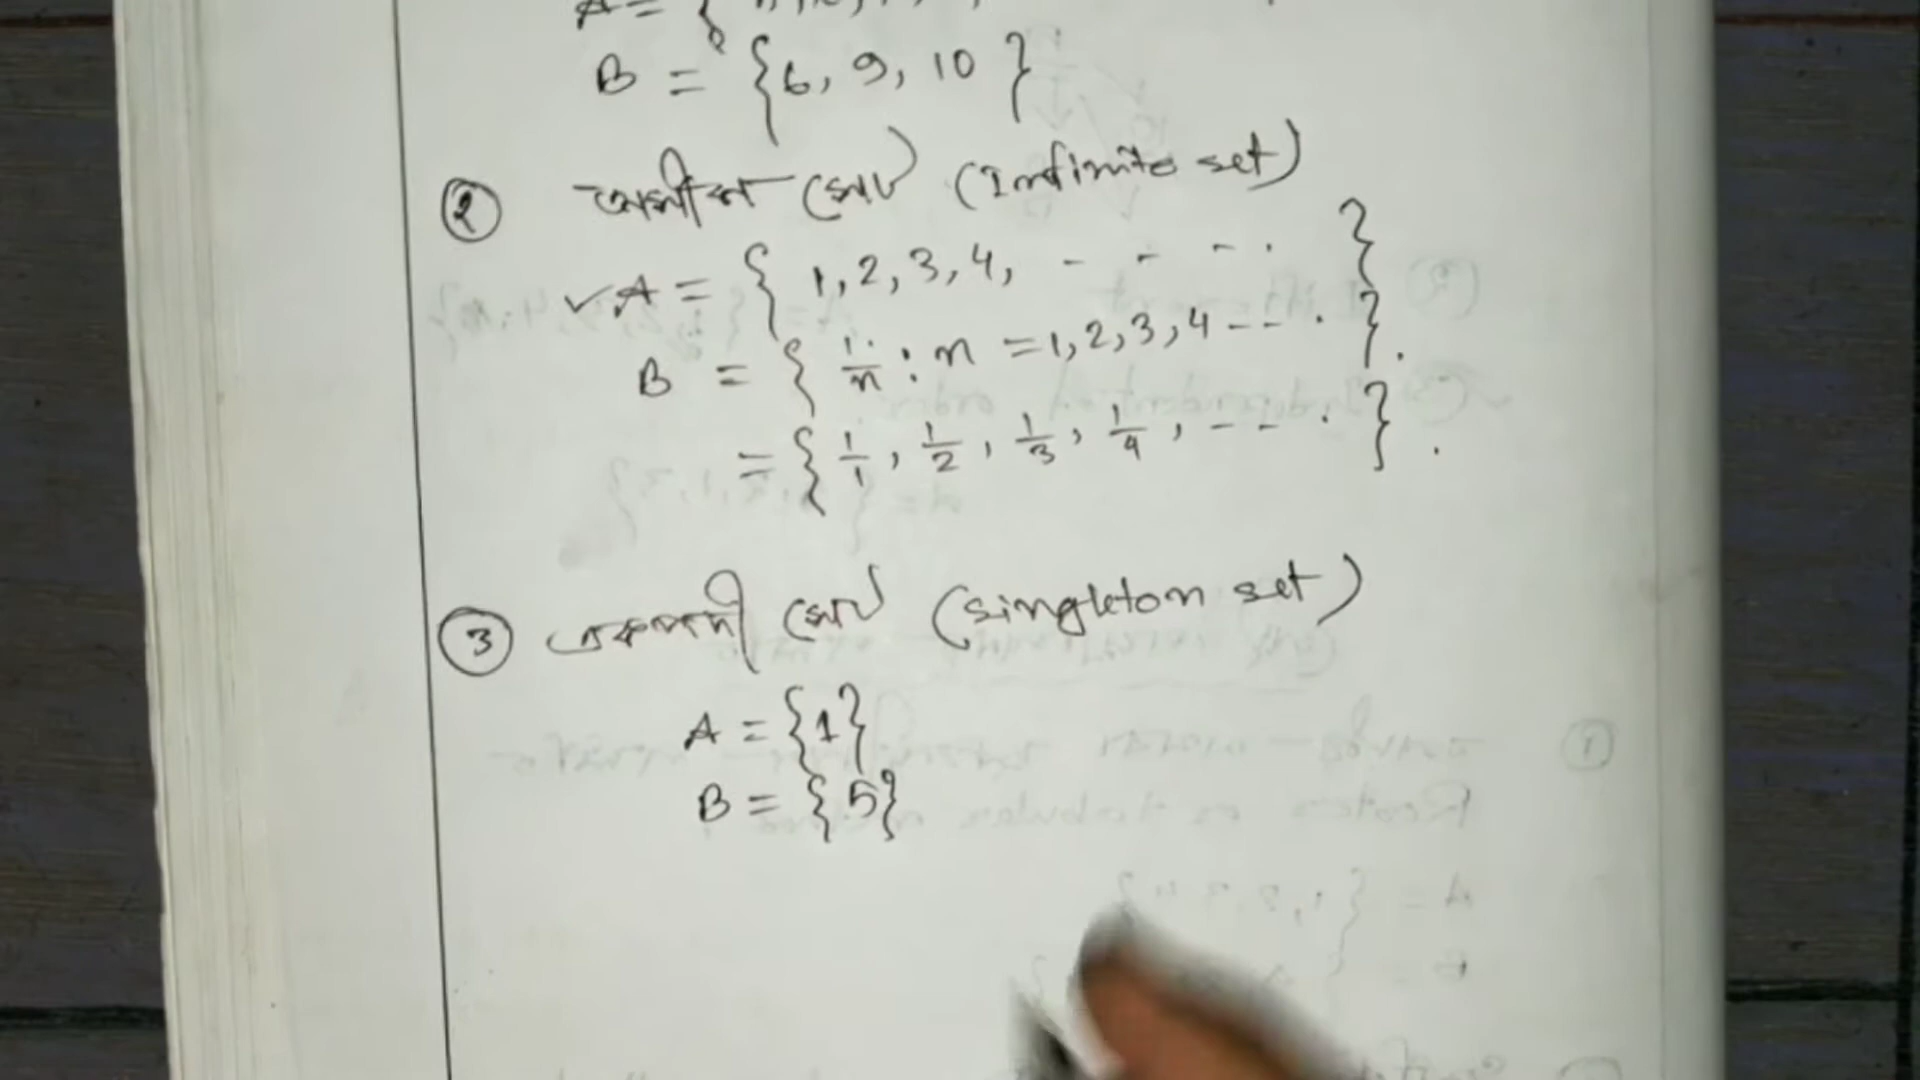 A = {
B = {6, 9, 10}
② অসীম সেট (Infinite set)
✓A = { 1, 2, 3, 4, - - - . }
B = { 1/n : n = 1, 2, 3, 4 - - . }.
= { 1/1, 1/2, 1/3, 1/4, - - . }.
③ একপদী সেট (singleton set)
A = {1}
B = {5}